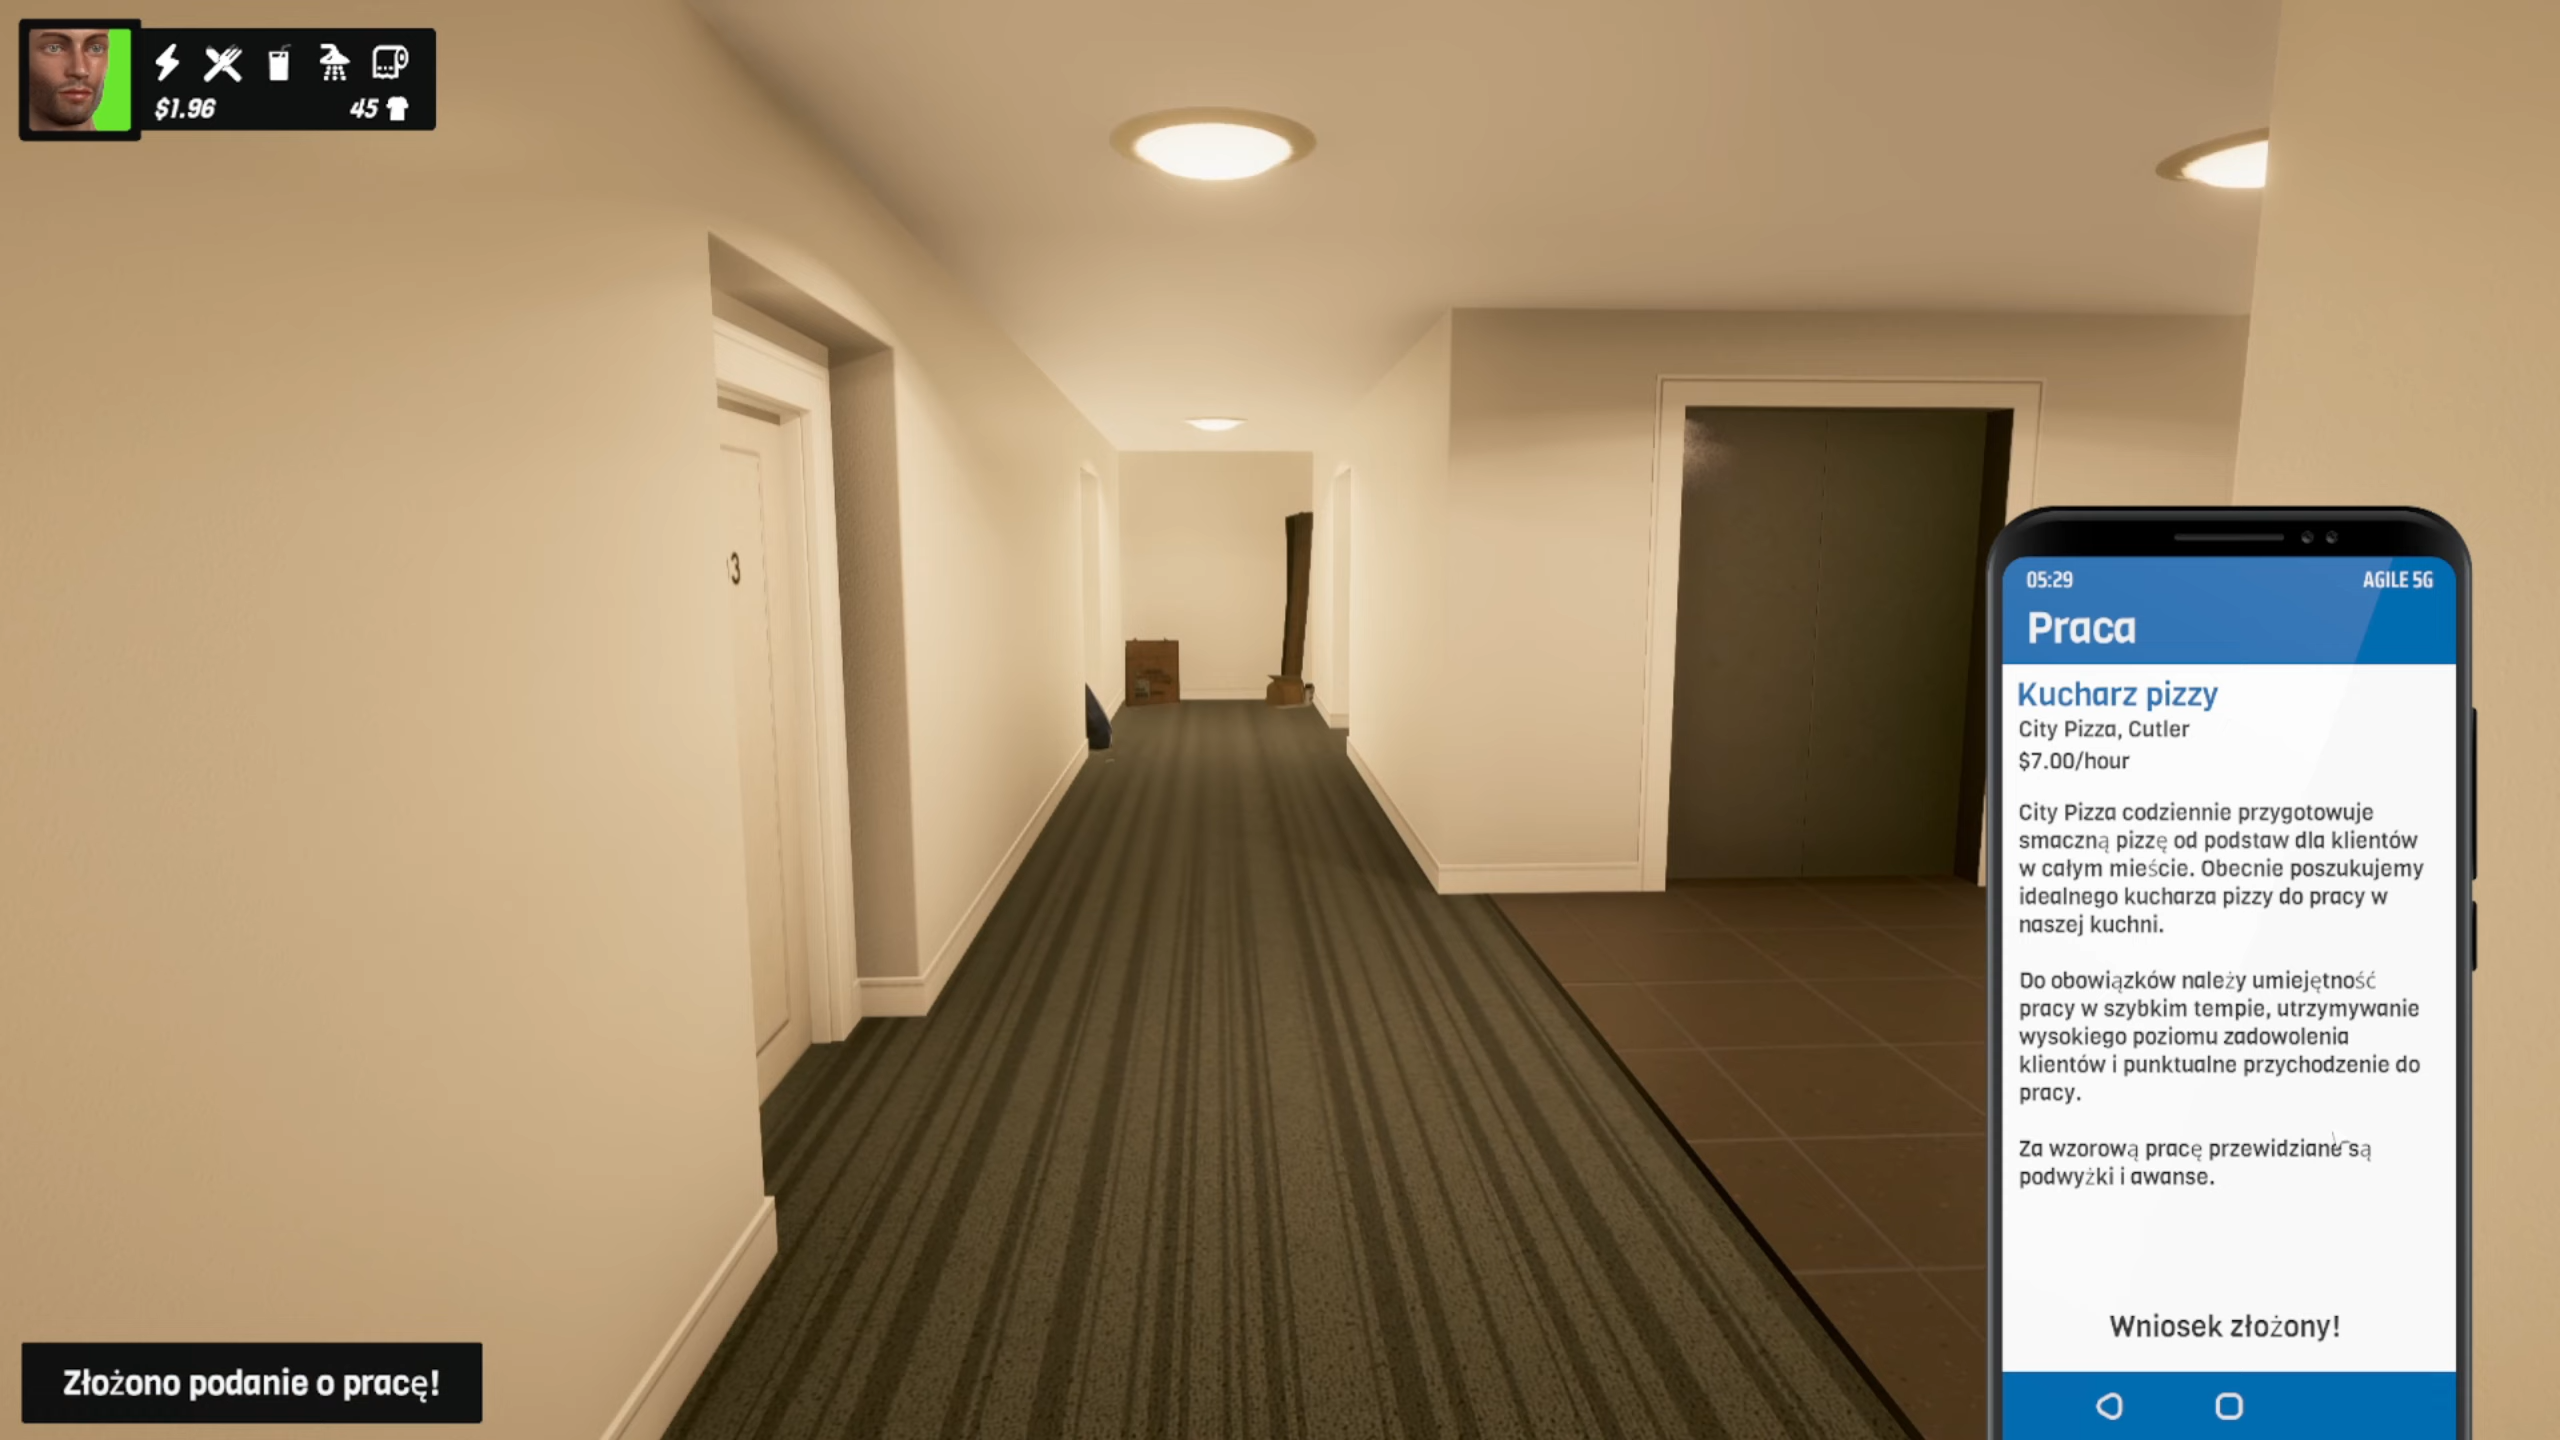 $1.96
45
13
05:29
AGILE 5G
Praca
Kucharz pizzy
City Pizza, Cutler
$7.00/hour
City Pizza codziennie przygotowuje
smaczną pizzę od podstaw dla klientów
w całym mieście. Obecnie poszukujemy
idealnego kucharza pizzy do pracy w
naszej kuchni.
Do obowiązków należy umiejętność
pracy w szybkim tempie, utrzymywanie
wysokiego poziomu zadowolenia
klientów i punktualne przychodzenie do
pracy.
Za wzorową pracę przewidziane są
podwyżki i awanse.
Wniosek złożony!
Złożono podanie o pracę!